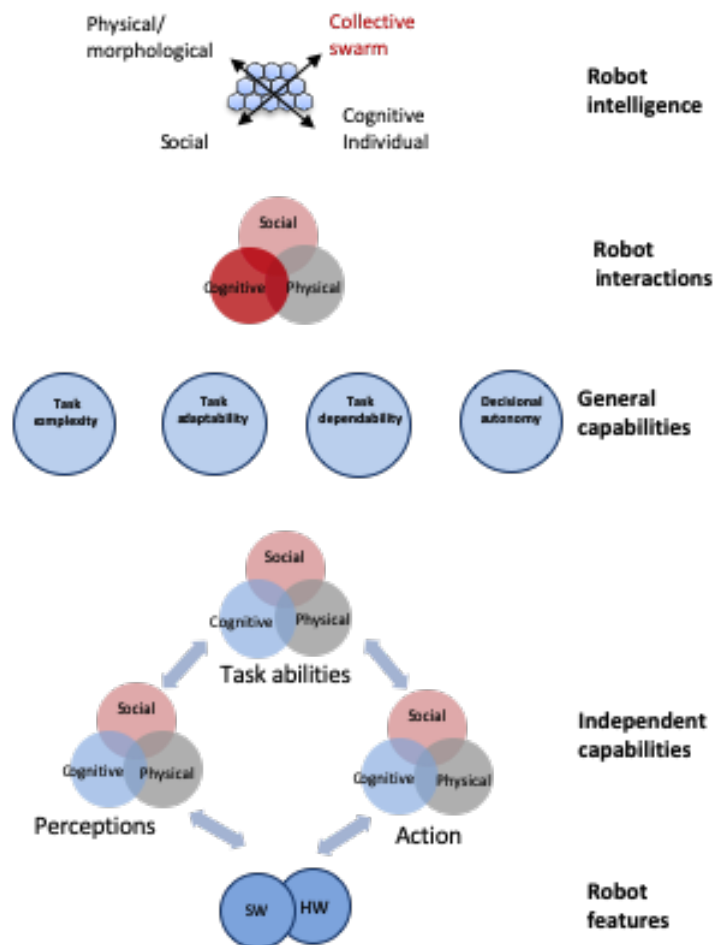 Physical/
morphological
Collective
swarm
Social
Cognitive
Individual
Robot
intelligence
Social
Cognitive
Physical
Robot
interactions
Task
complexity
Task
adaptability
Task
dependability
Decisional
autonomy
General
capabilities
Social
Cognitive
Physical
Task abilities
Social
Cognitive
Physical
Perceptions
Social
Cognitive
Physical
Action
Independent
capabilities
SW
HW
Robot
features